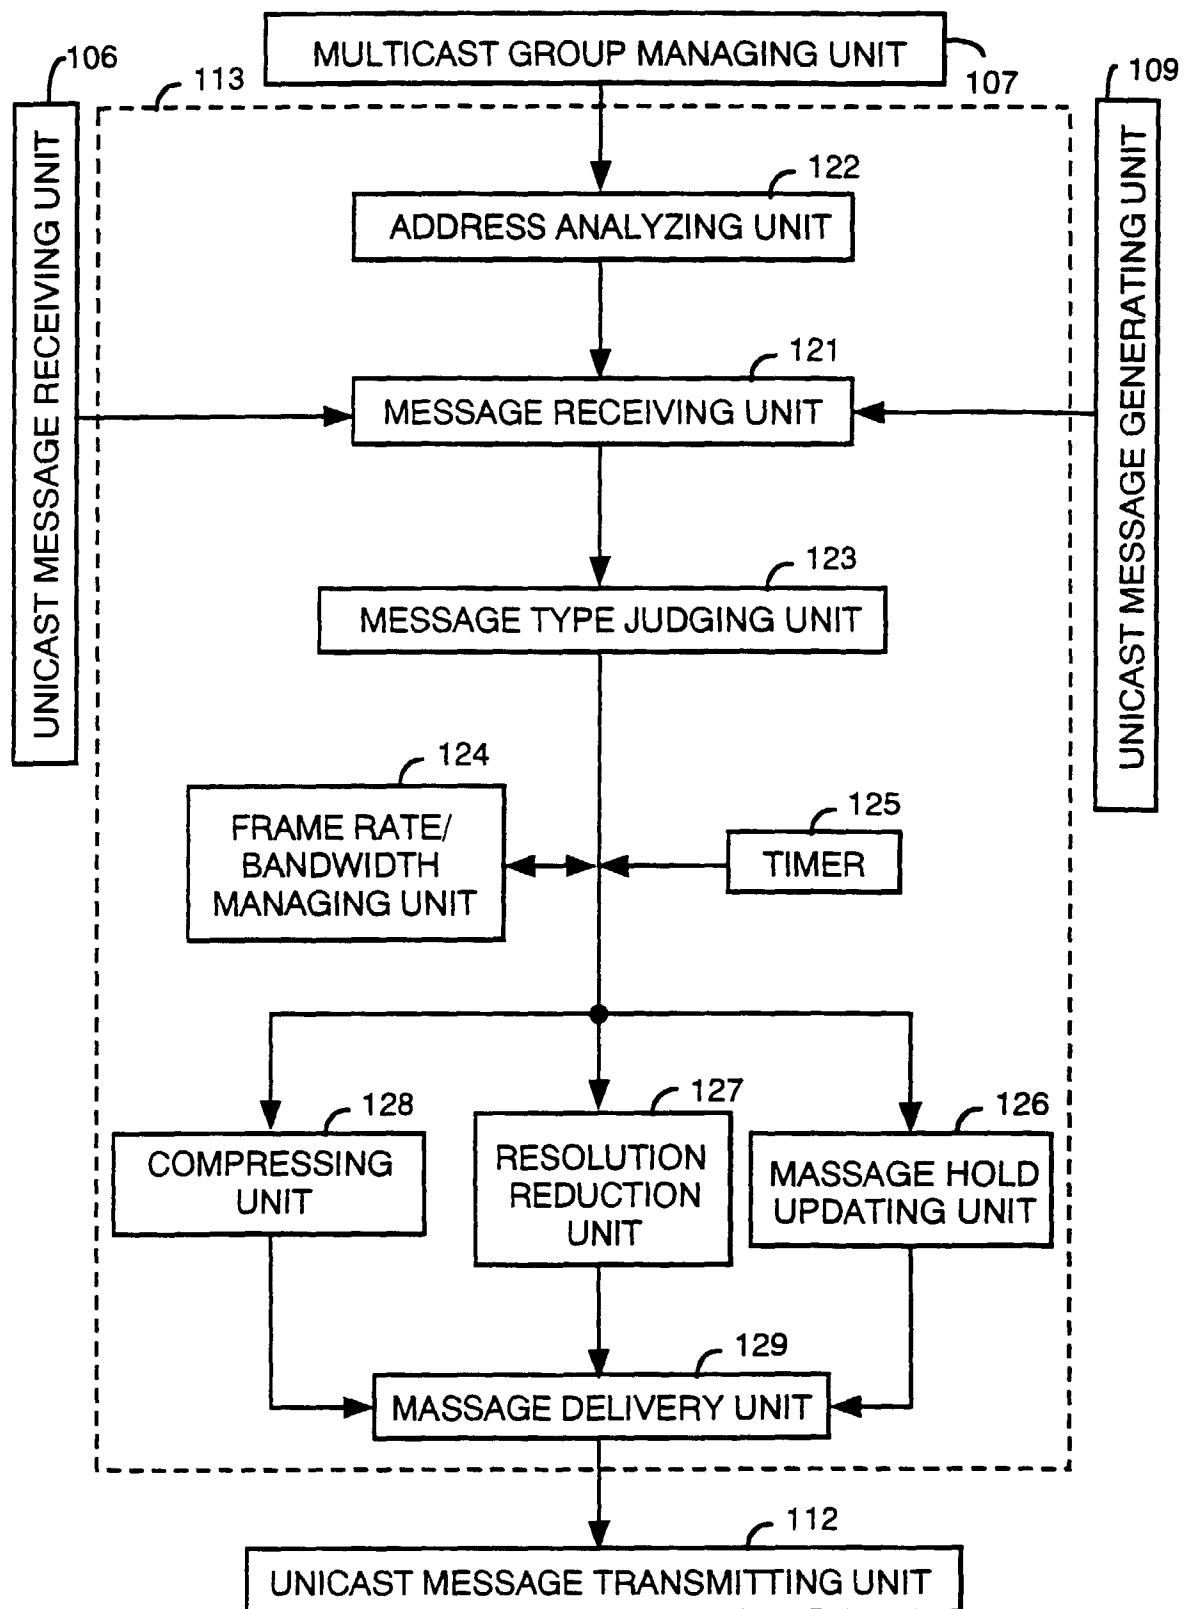 MULTICAST GROUP MANAGING UNIT
107
106
113
109
UNICAST MESSAGE RECEIVING UNIT
UNICAST MESSAGE GENERATING UNIT
122
ADDRESS ANALYZING UNIT
121
MESSAGE RECEIVING UNIT
123
MESSAGE TYPE JUDGING UNIT
124
FRAME RATE/
BANDWIDTH
MANAGING UNIT
125
TIMER
128
COMPRESSING
UNIT
127
RESOLUTION
REDUCTION
UNIT
126
MASSAGE HOLD
UPDATING UNIT
129
MASSAGE DELIVERY UNIT
112
UNICAST MESSAGE TRANSMITTING UNIT